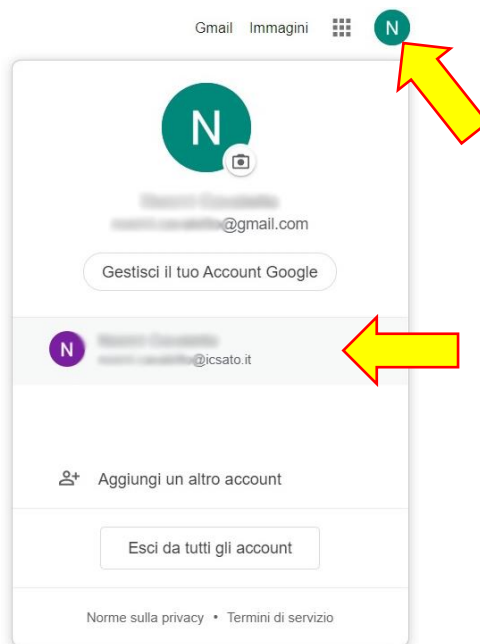 Gmail Immagini N
N
@gmail.com
Gestisci il tuo Account Google
N
@icsato.it
Aggiungi un altro account
Esci da tutti gli account
Norme sulla privacy • Termini di servizio